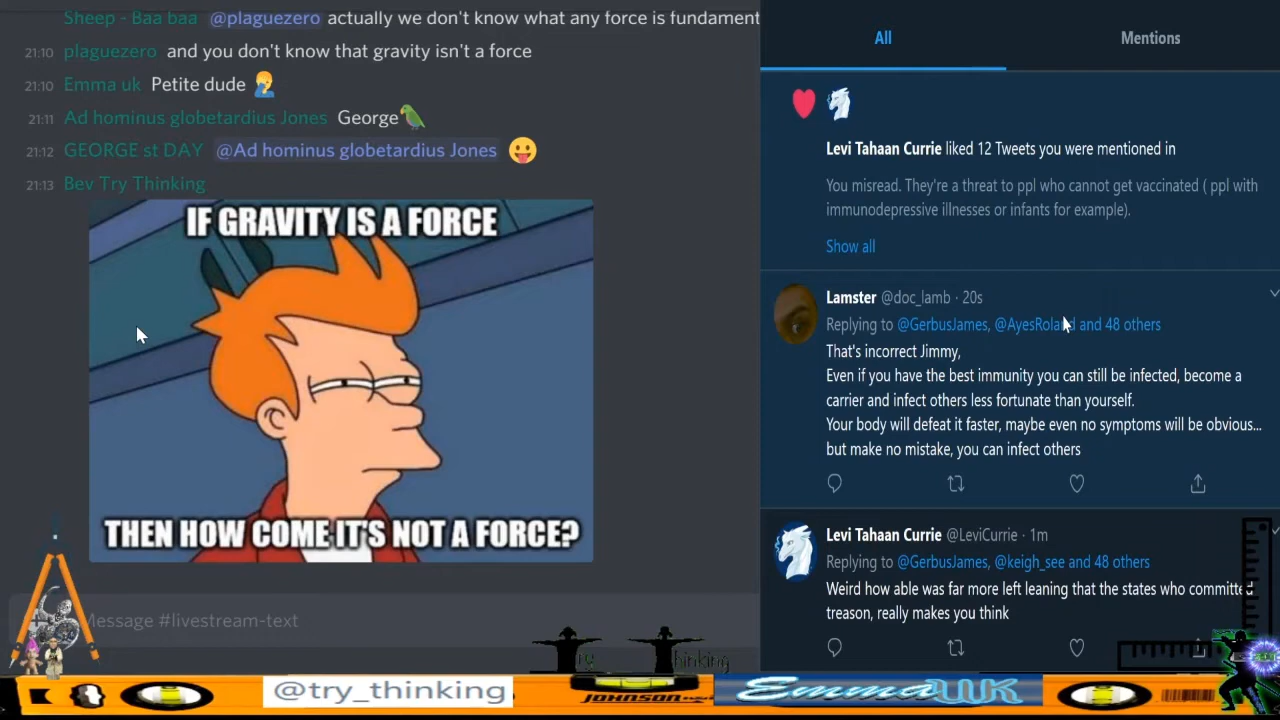 Sheep - Baa baa @plaguezero actually we don't know what any force is fundament
21:10 plaguezero and you don't know that gravity isn't a force
21:10 Emma uk Petite dude
21:11 Ad hominus globetardius Jones George
21:12 GEORGE st DAY @Ad hominus globetardius Jones
21:13 Bev Try Thinking
IF GRAVITY IS A FORCE
THEN HOW COME IT'S NOT A FORCE?
Message #livestream-text
All Mentions
Levi Tahaan Currie liked 12 Tweets you were mentioned in
You misread. They're a threat to ppl who cannot get vaccinated ( ppl with
immunodepressive illnesses or infants for example).
Show all
Lamster @doc_lamb · 20s
Replying to @GerbusJames, @AyesRoland and 48 others
That's incorrect Jimmy,
Even if you have the best immunity you can still be infected, become a
carrier and infect others less fortunate than yourself.
Your body will defeat it faster, maybe even no symptoms will be obvious...
but make no mistake, you can infect others
Levi Tahaan Currie @LeviCurrie · 1m
Replying to @GerbusJames, @keigh_see and 48 others
Weird how able was far more left leaning that the states who committed
treason, really makes you think
Try Thinking
@try_thinking
JOHNSON
EmmaUK